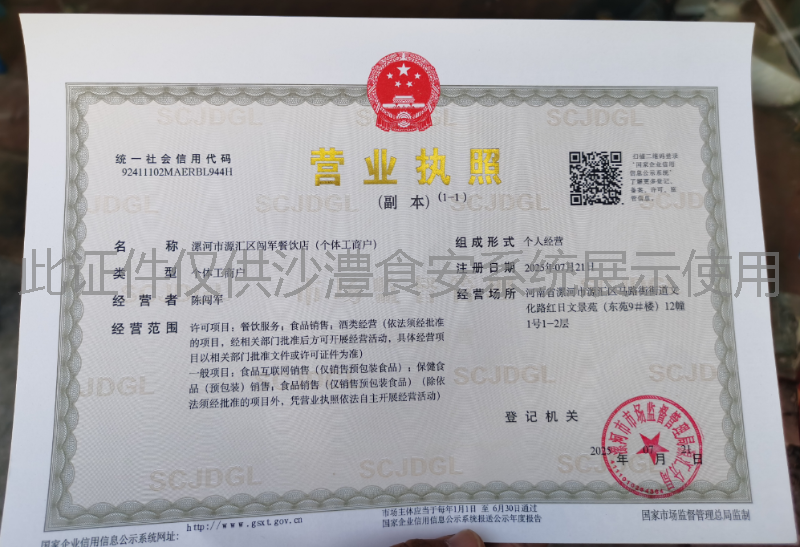 统一社会信用代码
92411102MAERBL944H
营业执照
(副 本) (1-1)
扫描二维码登录
"国家企业信用
信息公示系统"
了解更多登记、
备案、许可、监
管信息。
名 称 漯河市源汇区闯军餐饮店（个体工商户）
类 型 个体工商户
经 营 者 陈闯军
经营范围 许可项目：餐饮服务；食品销售；酒类经营（依法须经批准
的项目，经相关部门批准后方可开展经营活动，具体经营项
目以相关部门批准文件或许可证件为准）
一般项目：食品互联网销售（仅销售预包装食品）；保健食
品（预包装）销售；食品销售（仅销售预包装食品）（除依
法须经批准的项目外，凭营业执照依法自主开展经营活动）
组成形式 个人经营
注册日期 2025年07月21日
经营场所 河南省漯河市源汇区马路街街道文
化路红日文景苑（东苑9#楼）12幢
1号1-2层
此证件仅供沙澧食安系统展示使用
登记机关
2025年07月21日
国家企业信用信息公示系统网址：
http://www.gsxt.gov.cn
市场主体应当于每年1月1日 至 6月30日通过
国家企业信用信息公示系统报送公示年度报告
国家市场监督管理总局监制
SCJDGL